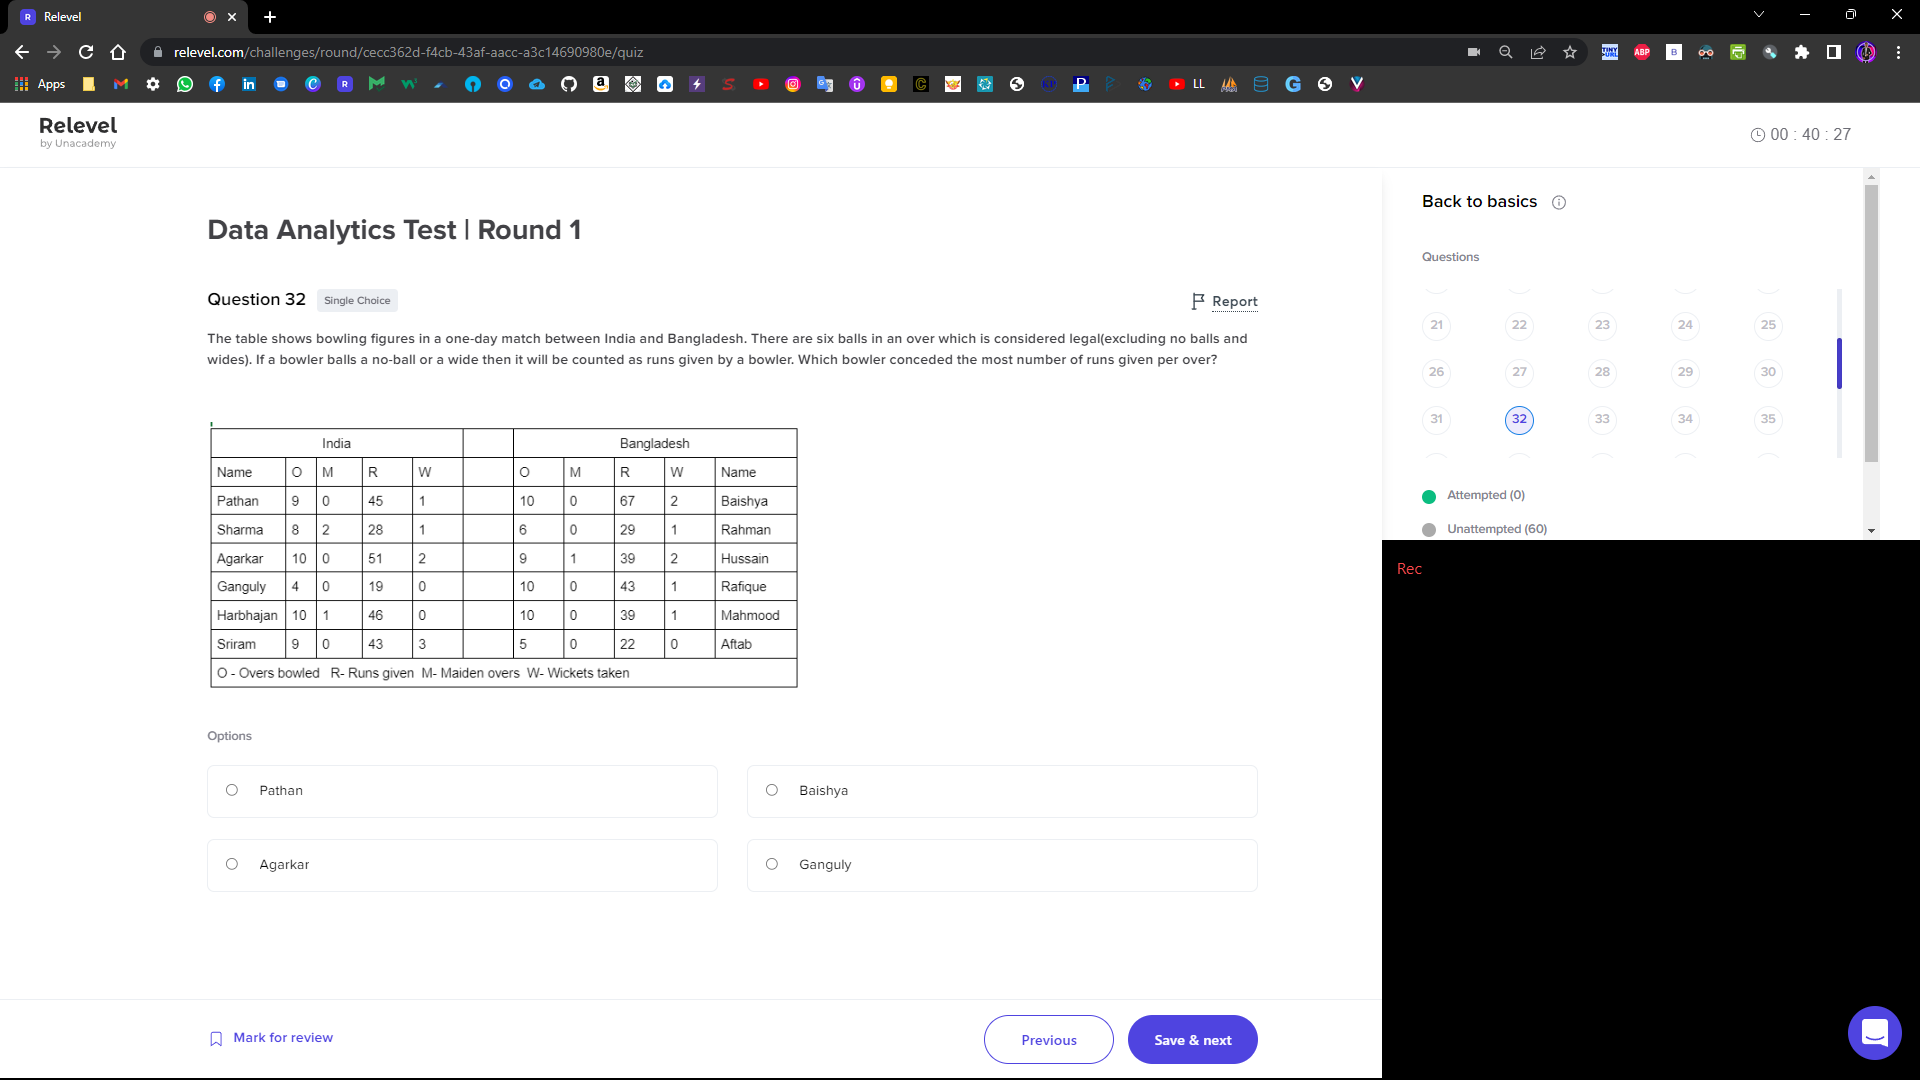 Relevel
relevel.com/challenges/round/cecc362d-f4cb-43af-aacc-a3c14690980e/quiz
Apps
LL
Relevel
by Unacademy
00 : 40 : 27
Data Analytics Test | Round 1
Question 32 Single Choice
Report
The table shows bowling figures in a one-day match between India and Bangladesh. There are six balls in an over which is considered legal(excluding no balls and
wides). If a bowler balls a no-ball or a wide then it will be counted as runs given by a bowler. Which bowler conceded the most number of runs given per over?
India Bangladesh
Name O M R W O M R W Name
Pathan 9 0 45 1 10 0 67 2 Baishya
Sharma 8 2 28 1 6 0 29 1 Rahman
Agarkar 10 0 51 2 9 1 39 2 Hussain
Ganguly 4 0 19 0 10 0 43 1 Rafique
Harbhajan 10 1 46 0 10 0 39 1 Mahmood
Sriram 9 0 43 3 5 0 22 0 Aftab
O - Overs bowled R- Runs given M- Maiden overs W- Wickets taken
Options
Pathan
Baishya
Agarkar
Ganguly
Mark for review
Previous
Save & next
Back to basics
Questions
21 22 23 24 25
26 27 28 29 30
31 32 33 34 35
Attempted (0)
Unattempted (60)
Rec